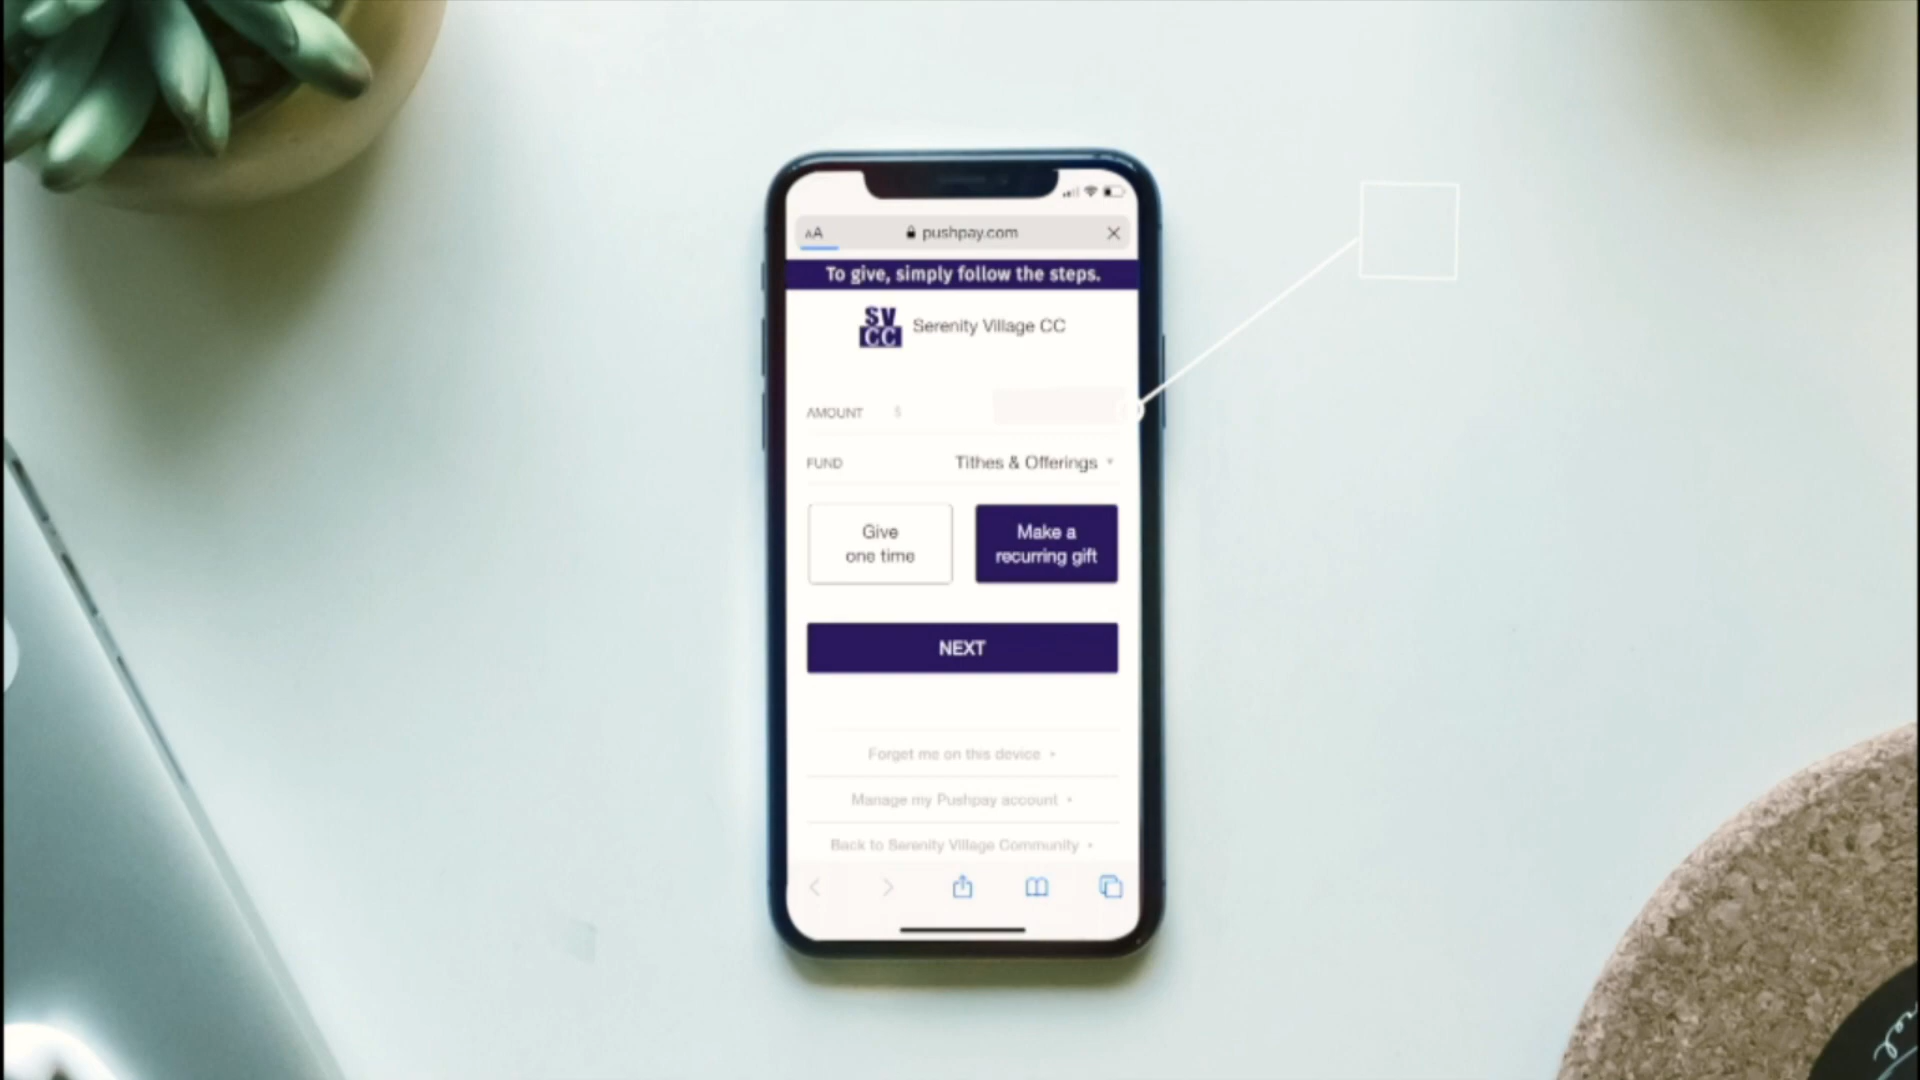 AA pushpay.com
To give, simply follow the steps.
SV
CC
Serenity Village CC
AMOUNT $
FUND Tithes & Offerings
Give
one time
Make a
recurring gift
NEXT
Forget me on this device
Manage my Pushpay account
Back to Serenity Village Community